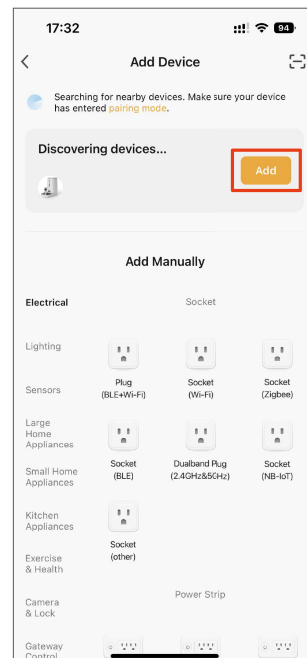 17:32
94
Add Device
Searching for nearby devices. Make sure your device
has entered pairing mode.
Discovering devices...
Add
Add Manually
Electrical
Socket
Lighting
Sensors
Plug
(BLE+Wi-Fi)
Socket
(Wi-Fi)
Socket
(Zigbee)
Large
Home
Appliances
Small Home
Appliances
Socket
(BLE)
Dualband Plug
(2.4GHz&5GHz)
Socket
(NB-IoT)
Kitchen
Appliances
Socket
(other)
Exercise
& Health
Camera
& Lock
Power Strip
Gateway
Control